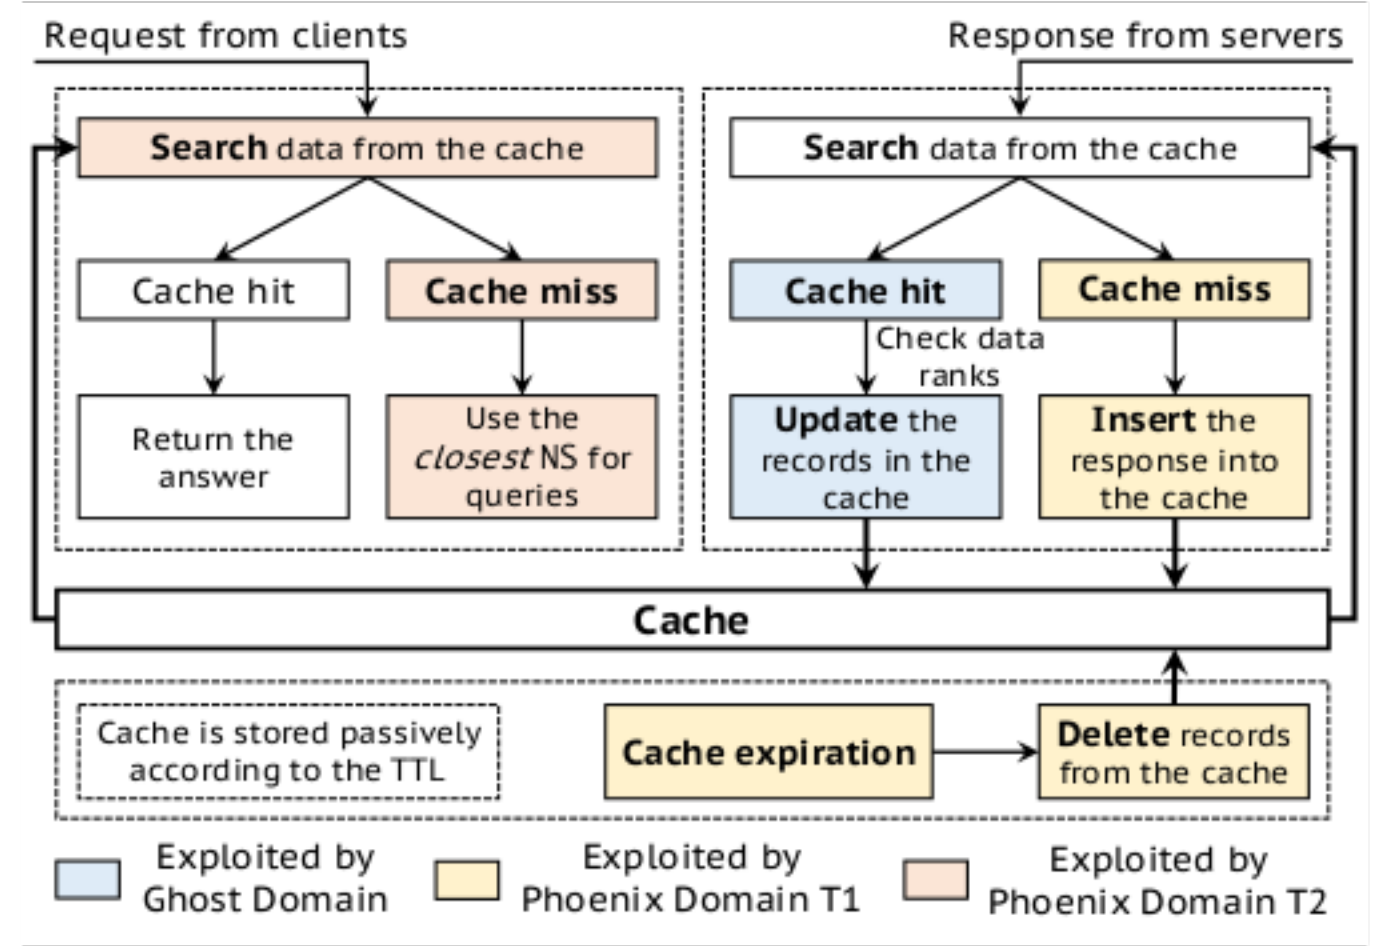 Request from clients
Response from servers
Search data from the cache
Cache hit
Cache miss
Return the
answer
Use the
closest NS for
queries
Search data from the cache
Cache hit
Cache miss
Check data
ranks
Update the
records in the
cache
Insert the
response into
the cache
Cache
Cache is stored passively
according to the TTL
Cache expiration
Delete records
from the cache
Exploited by
Ghost Domain
Exploited by
Phoenix Domain T1
Exploited by
Phoenix Domain T2